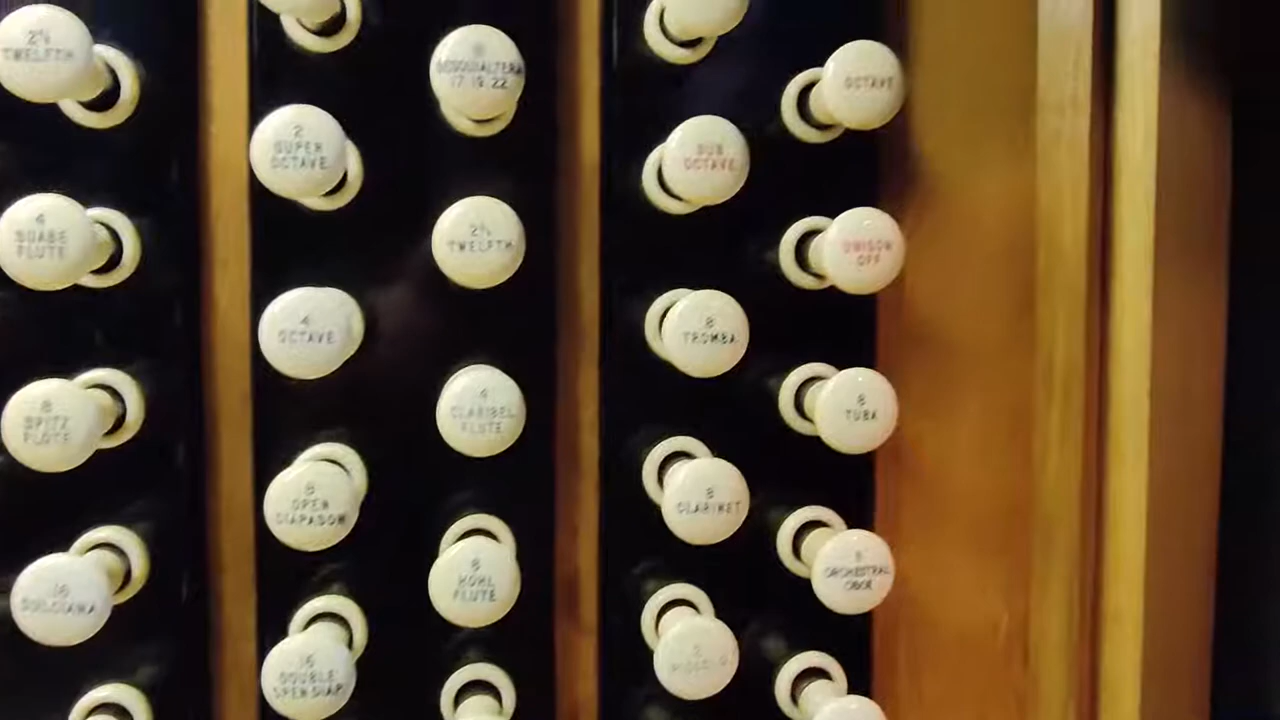 2⅔
TWELFTH
4
SUABE
FLUTE
8
SPITZ
FLUTE
16
DULCIANA
2
SUPER
OCTAVE
4
OCTAVE
8
OPEN
DIAPASON
16
DOUBLE
OPEN DIAP.
SESQUIALTERA
17 19 22
2⅔
TWELFTH
4
CLARIBEL
FLUTE
8
HOHL
FLUTE
SUB
OCTAVE
8
TROMBA
8
CLARINET
2
PICCOLO
OCTAVE
UNISON
OFF
8
TUBA
8
ORCHESTRAL
OBOE